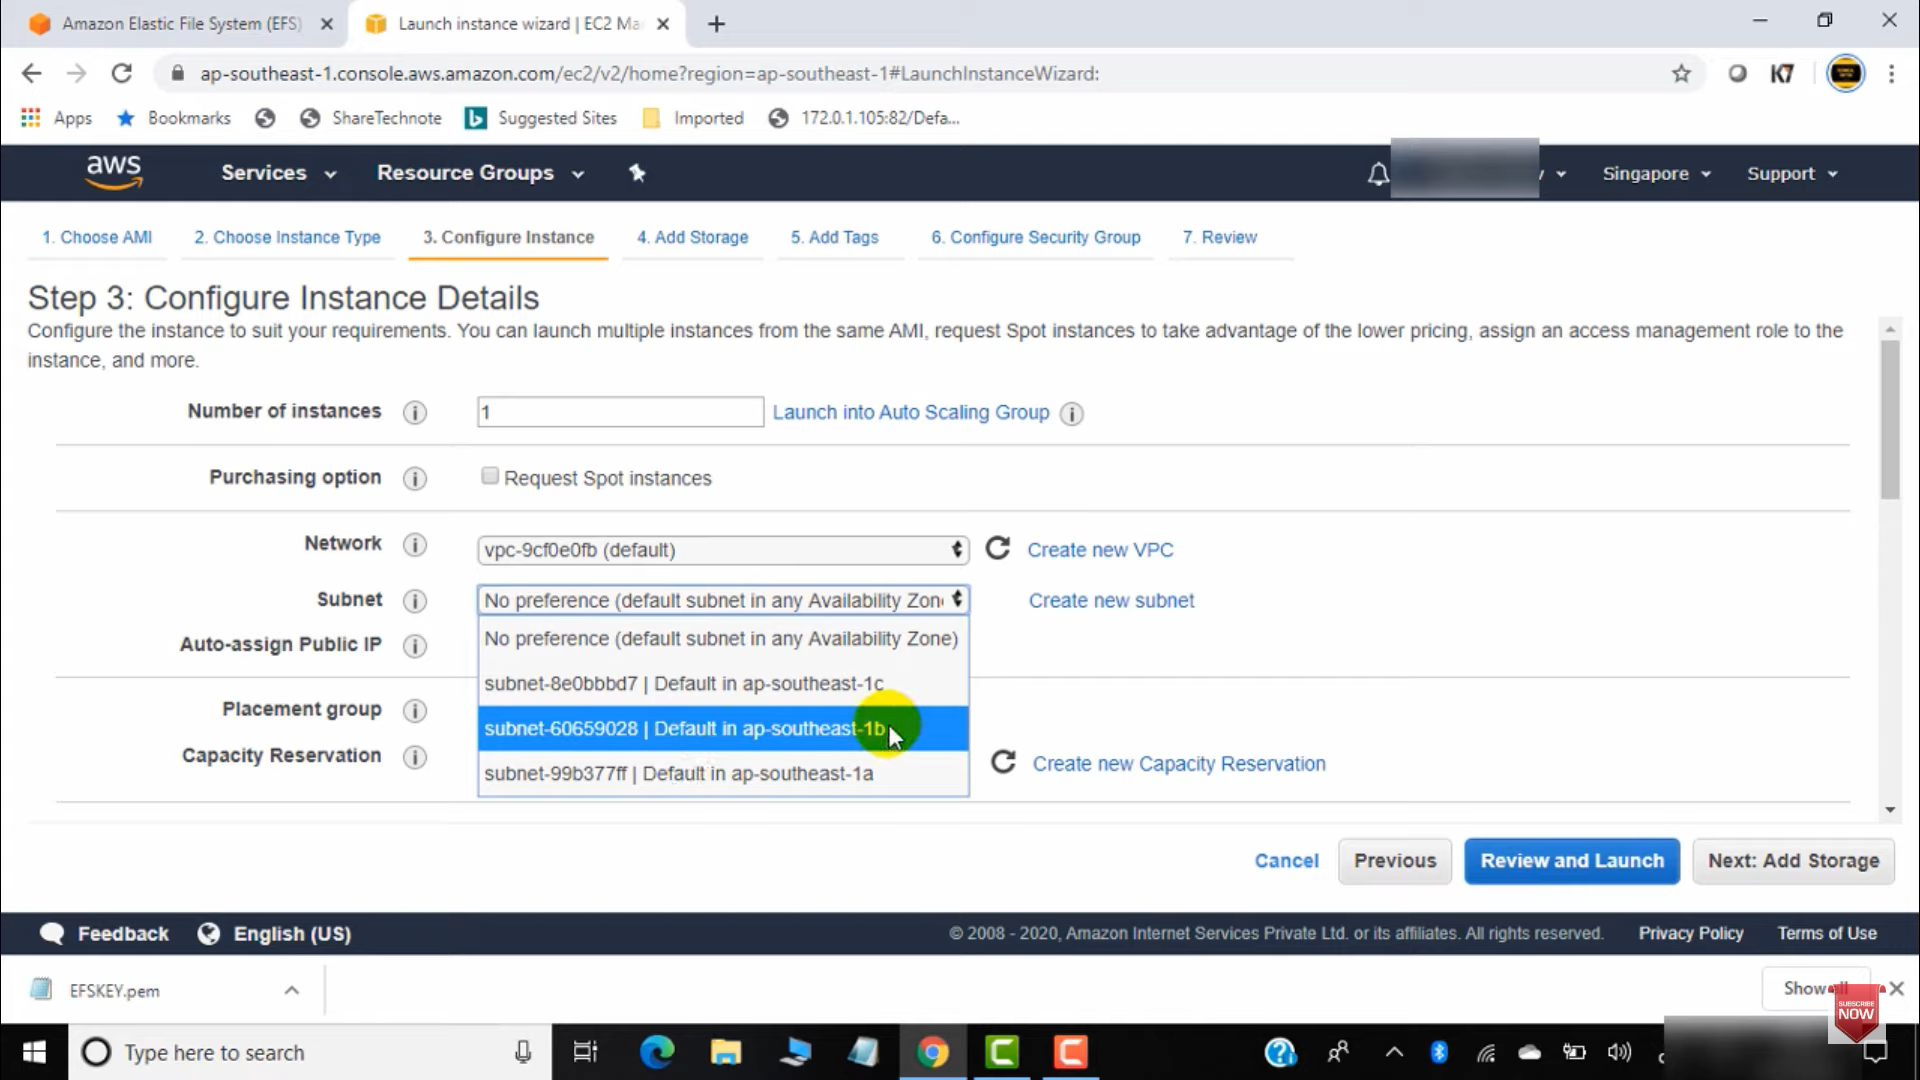 Amazon Elastic File System (EFS)
Launch instance wizard | EC2 Ma
ap-southeast-1.console.aws.amazon.com/ec2/v2/home?region=ap-southeast-1#LaunchInstanceWizard:
K7
Apps Bookmarks ShareTechnote Suggested Sites Imported 172.0.1.105:82/Defa...
aws Services Resource Groups Singapore Support
1. Choose AMI 2. Choose Instance Type 3. Configure Instance 4. Add Storage 5. Add Tags 6. Configure Security Group 7. Review
Step 3: Configure Instance Details
Configure the instance to suit your requirements. You can launch multiple instances from the same AMI, request Spot instances to take advantage of the lower pricing, assign an access management role to the
instance, and more.
Number of instances 1 Launch into Auto Scaling Group
Purchasing option Request Spot instances
Network vpc-9cf0e0fb (default) Create new VPC
Subnet No preference (default subnet in any Availability Zon Create new subnet
No preference (default subnet in any Availability Zone)
Auto-assign Public IP
subnet-8e0bbbd7 | Default in ap-southeast-1c
Placement group
subnet-60659028 | Default in ap-southeast-1b
Capacity Reservation
subnet-99b377ff | Default in ap-southeast-1a
Create new Capacity Reservation
Cancel Previous Review and Launch Next: Add Storage
Feedback English (US) © 2008 - 2020, Amazon Internet Services Private Ltd. or its affiliates. All rights reserved. Privacy Policy Terms of Use
EFSKEY.pem
Show
SUBSCRIBE
NOW
Type here to search